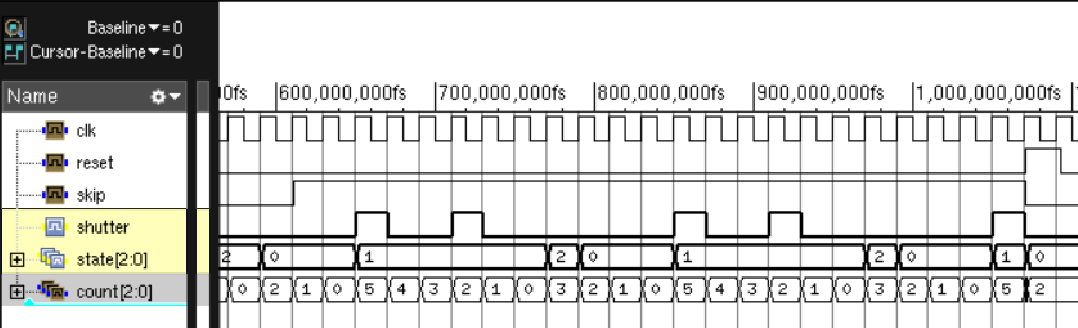 Baseline▾=0
Cursor-Baseline▾=0
Name
0fs 600,000,000fs 700,000,000fs 800,000,000fs 900,000,000fs 1,000,000,000fs
clk
reset
skip
shutter
state[2:0] 2 0 1 2 0 1 2 0 1 0
count[2:0] 0 2 1 0 5 4 3 2 1 0 3 2 1 0 5 4 3 2 1 0 3 2 1 0 5 2